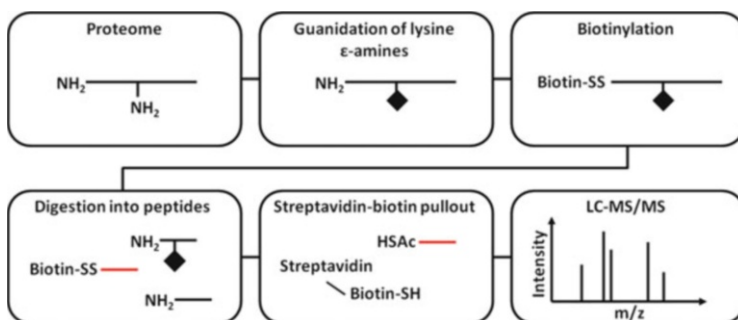 Proteome
NH2
NH2
Guanidation of lysine
ε-amines
NH2
Biotinylation
Biotin-SS
Digestion into peptides
NH2
Biotin-SS
NH2
Streptavidin-biotin pullout
HSAc
Streptavidin
Biotin-SH
LC-MS/MS
Intensity
m/z